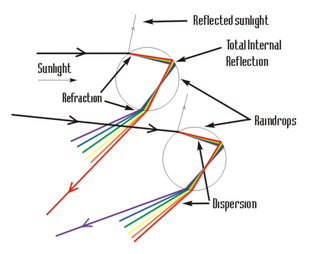 Reflected sunlight
Total Internal
Reflection
Sunlight
Refraction
Raindrops
Dispersion